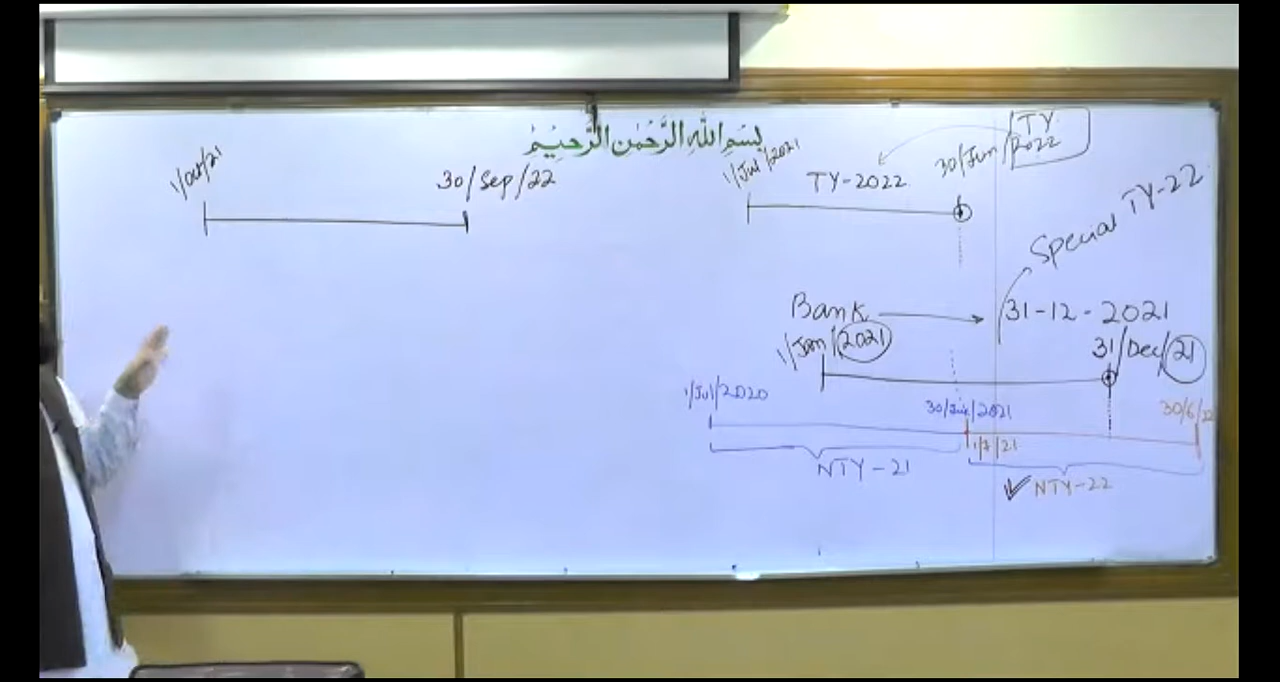 بِسْمِ اللهِ الرَّحْمٰنِ الرَّحِيْمِ
1/Oct/21
30/Sep/22
1/Jul/2021
TY-2022
30/Jun/2022
TY
Special TY-22
Bank → 31-12-2021
1/Jan/2021
31/Dec/21
1/Jul/2020
30/Jun/2021
30/6/22
1/7/21
NTY-21
✓ NTY-22